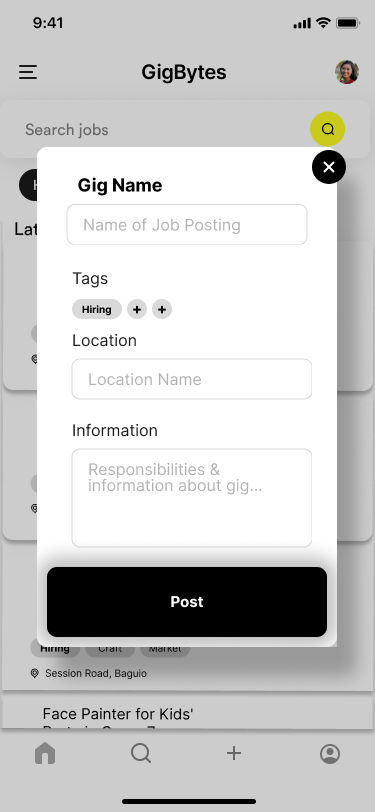 9:41
GigBytes
Search jobs
Gig Name
Name of Job Posting
Tags
Hiring + +
Location
Location Name
Information
Responsibilities &
information about gig...
Post
Hiring Craft Market
Session Road, Baguio
Face Painter for Kids'